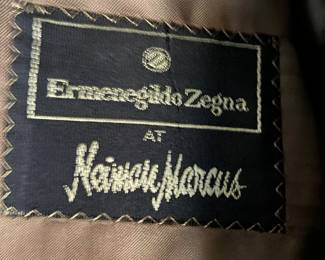 Ermenegildo Zegna
AT
Neiman Marcus